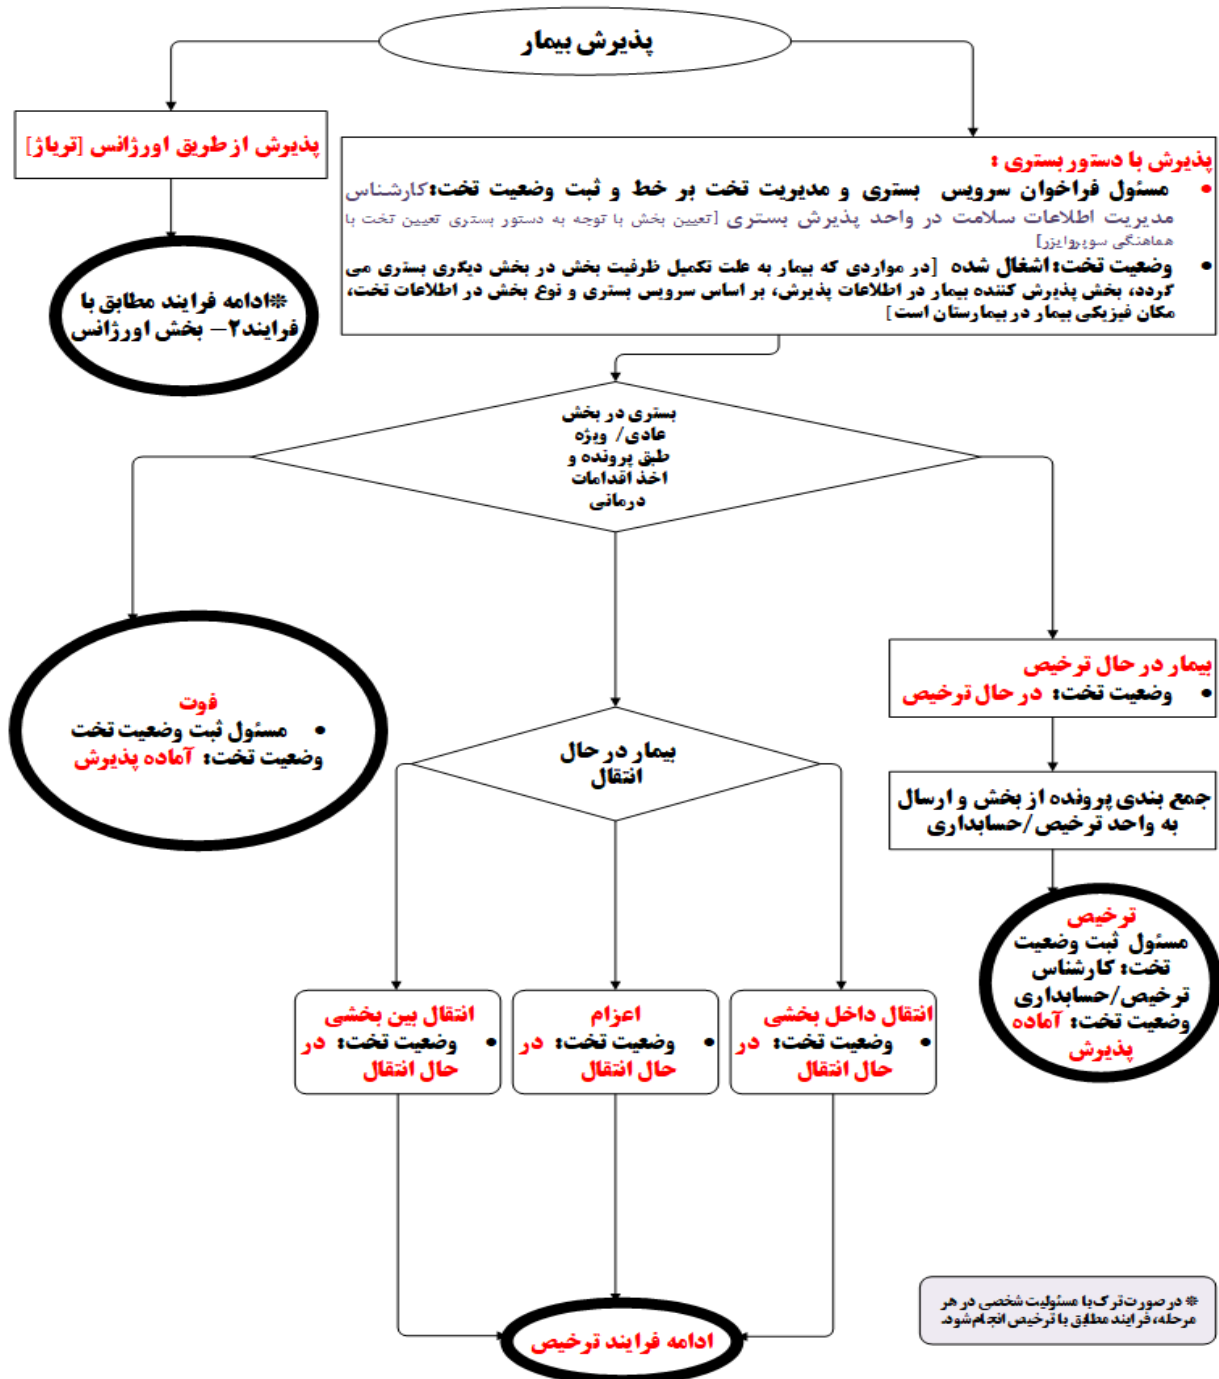 پذیرش بیمار
پذیرش از طریق اورژانس [تریاژ]
*ادامه فرایند مطابق با
فرایند۲– بخش اورژانس
پذیرش با دستور بستری :
• مسئول فراخوان سرویس بستری و مدیریت تخت بر خط و ثبت وضعیت تخت:کارشناس
مدیریت اطلاعات سلامت در واحد پذیرش بستری [تعیین بخش با توجه به دستور بستری تعیین تخت با
هماهنگی سوپروایزر]
• وضعیت تخت: اشغال شده [در مواردی که بیمار به علت تکمیل ظرفیت بخش در بخش دیگری بستری می
گردد، بخش پذیرش کننده بیمار در اطلاعات پذیرش، بر اساس سرویس بستری و نوع بخش در اطلاعات تخت،
مکان فیزیکی بیمار در بیمارستان است]
بستری در بخش
عادی/ ویژه
طبق پرونده و
اخذ اقدامات
درمانی
بیمار در حال ترخیص
• وضعیت تخت: در حال ترخیص
جمع بندی پرونده از بخش و ارسال
به واحد ترخیص/حسابداری
ترخیص
مسئول ثبت وضعیت
تخت: کارشناس
ترخیص/حسابداری
وضعیت تخت: آماده
پذیرش
بیمار در حال
انتقال
انتقال داخل بخشی
• وضعیت تخت: در
حال انتقال
اعزام
• وضعیت تخت: در
حال انتقال
انتقال بین بخشی
• وضعیت تخت: در
حال انتقال
فوت
• مسئول ثبت وضعیت تخت
وضعیت تخت: آماده پذیرش
ادامه فرایند ترخیص
* در صورت ترک با مسئولیت شخصی در هر
مرحله، فرایند مطابق با ترخیص انجام شود.